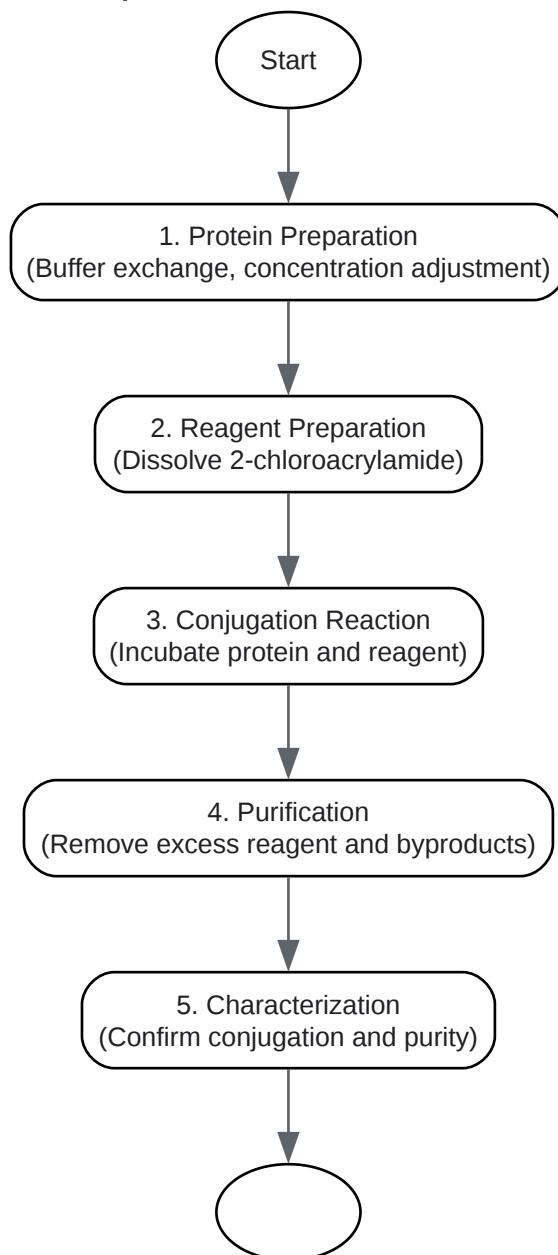 Start
1. Protein Preparation
(Buffer exchange, concentration adjustment)
2. Reagent Preparation
(Dissolve 2-chloroacrylamide)
3. Conjugation Reaction
(Incubate protein and reagent)
4. Purification
(Remove excess reagent and byproducts)
5. Characterization
(Confirm conjugation and purity)